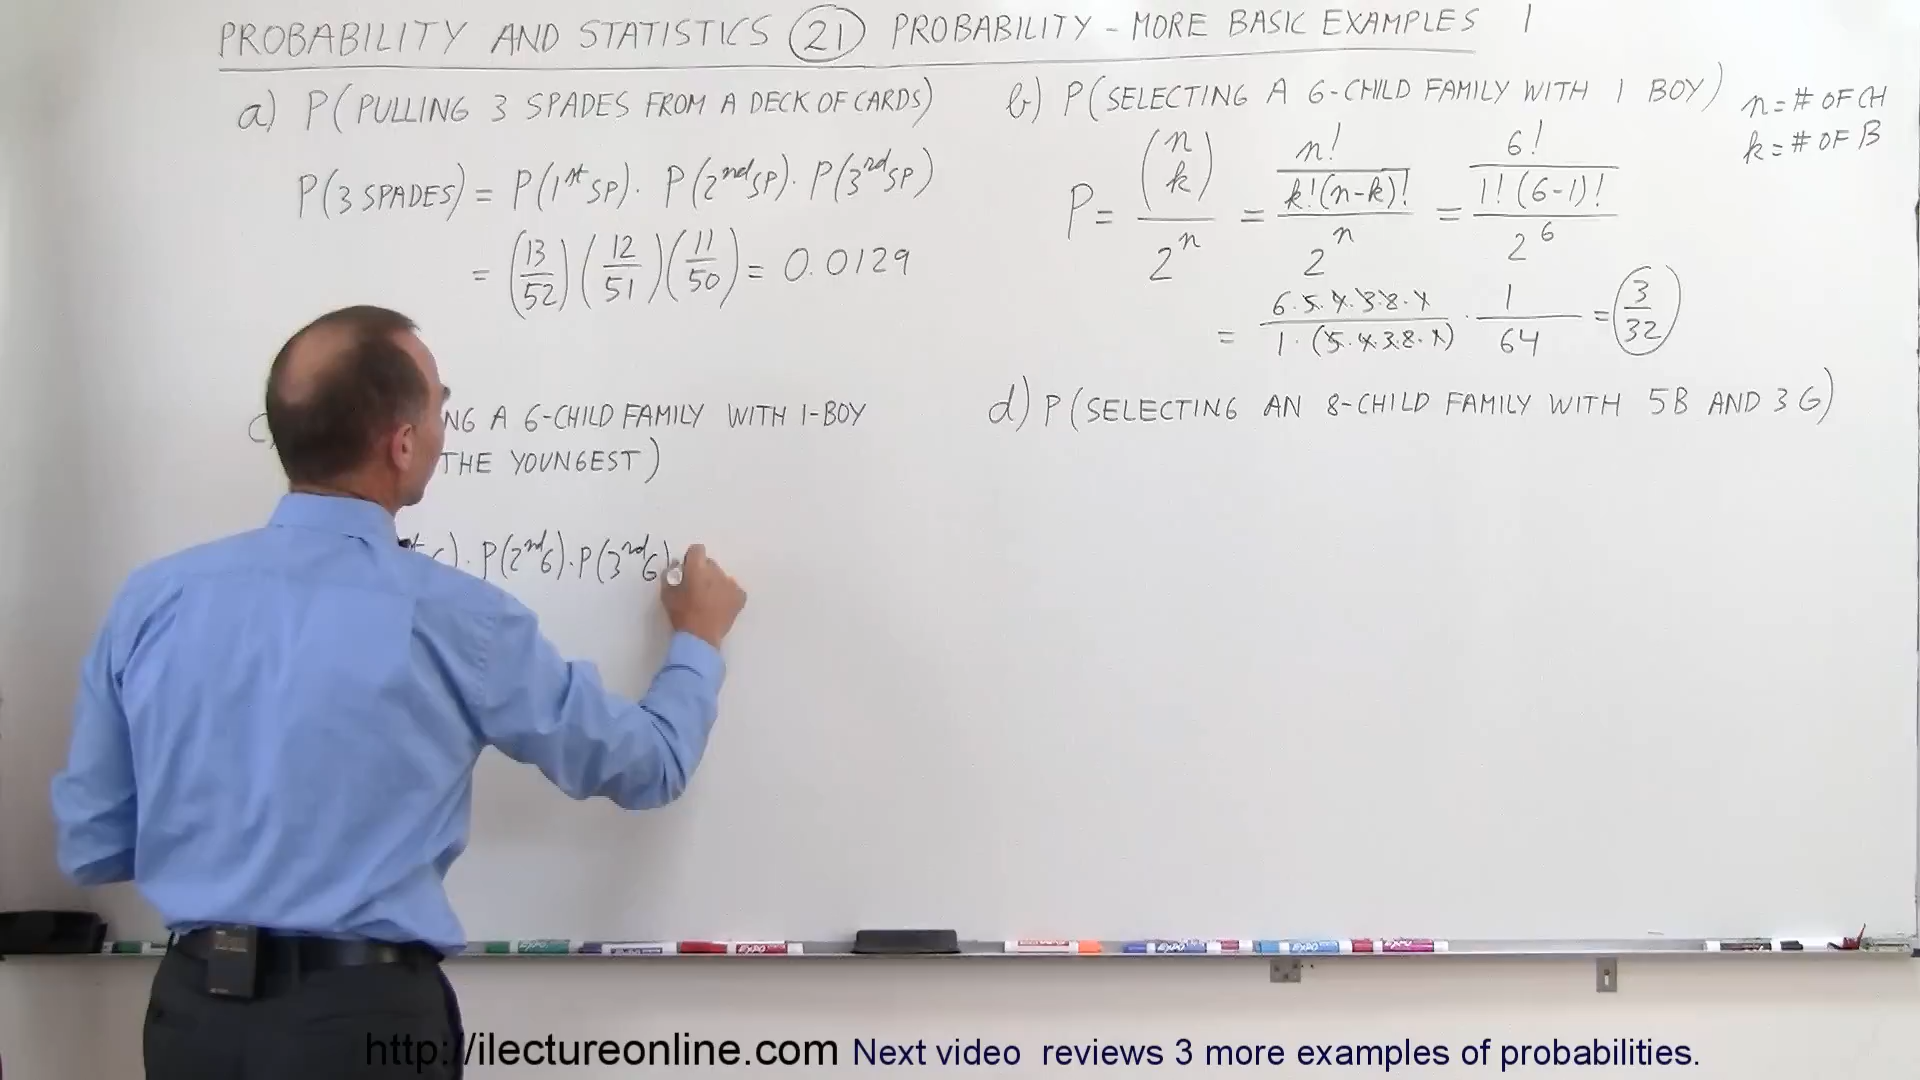 PROBABILITY AND STATISTICS 21 PROBABILITY - MORE BASIC EXAMPLES 1
a) P(PULLING 3 SPADES FROM A DECK OF CARDS)
P(3 SPADES) = P(1st SP) · P(2nd SP) · P(3rd SP)
= (13/52) (12/51) (11/50) = 0.0129
b) P(SELECTING A 6-CHILD FAMILY WITH 1 BOY)
n = # OF CH
k = # OF B
P = (n k) / 2^n = n! / k!(n-k)! / 2^n = 6! / 1!(6-1)! / 2^6
= 6·5·4·3·2·1 / 1·(5·4·3·2·1) · 1/64 = 3/32
NG A 6-CHILD FAMILY WITH 1-BOY
THE YOUNGEST)
G) · P(2nd G) · P(3rd G)
d) P(SELECTING AN 8-CHILD FAMILY WITH 5B AND 3G)
EXPO
EXPO
EXPO
EXPO
EXPO
http://ilectureonline.com Next video reviews 3 more examples of probabilities.